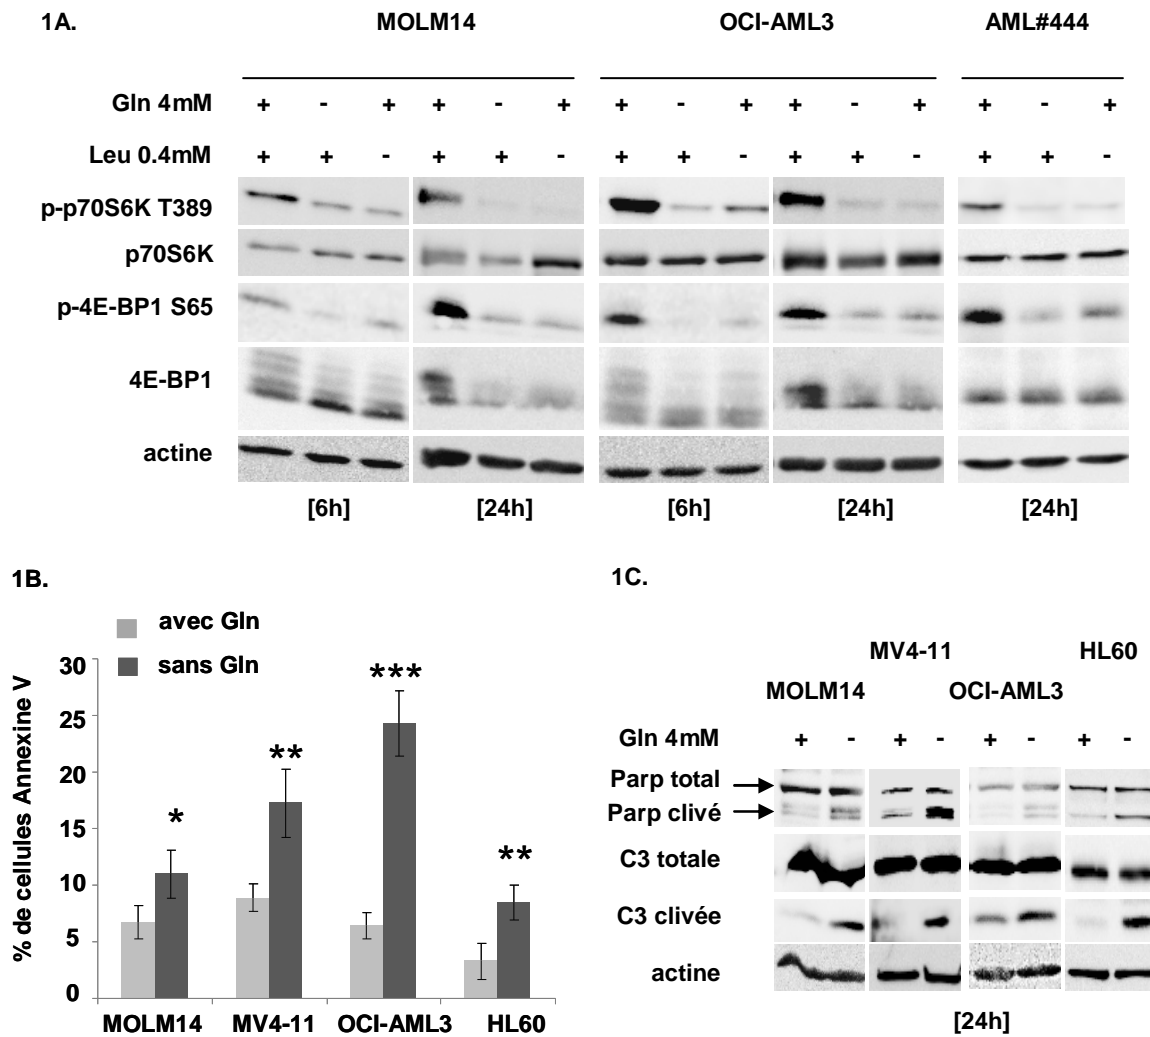 1A. MOLM14 OCI-AML3 AML#444
Gln 4mM + - + + - + + - + + - + + - +
Leu 0.4mM + + - + + - + + - + + - + + -
p-p70S6K T389
p70S6K
p-4E-BP1 S65
4E-BP1
actine
[6h] [24h] [6h] [24h] [24h]
1B.
avec Gln
sans Gln
% de cellules Annexine V
30
25
20
15
10
5
0
*
**
***
**
MOLM14 MV4-11 OCI-AML3 HL60
1C.
MV4-11 HL60
MOLM14 OCI-AML3
Gln 4mM + - + - + - + -
Parp total
Parp clivé
C3 totale
C3 clivée
actine
[24h]